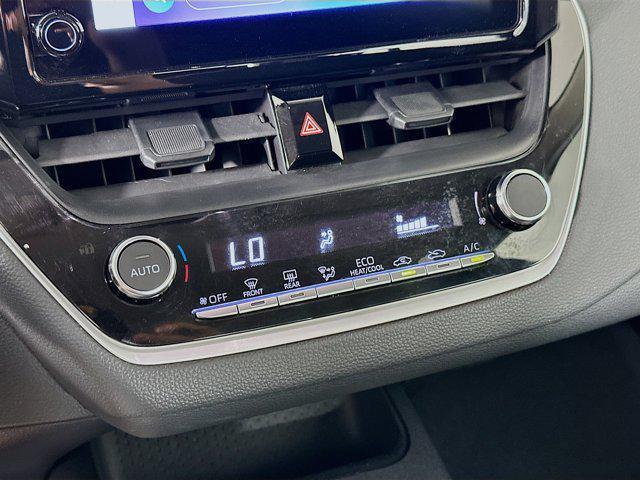 LO
AUTO
OFF
FRONT
REAR
ECO
HEAT/COOL
A/C